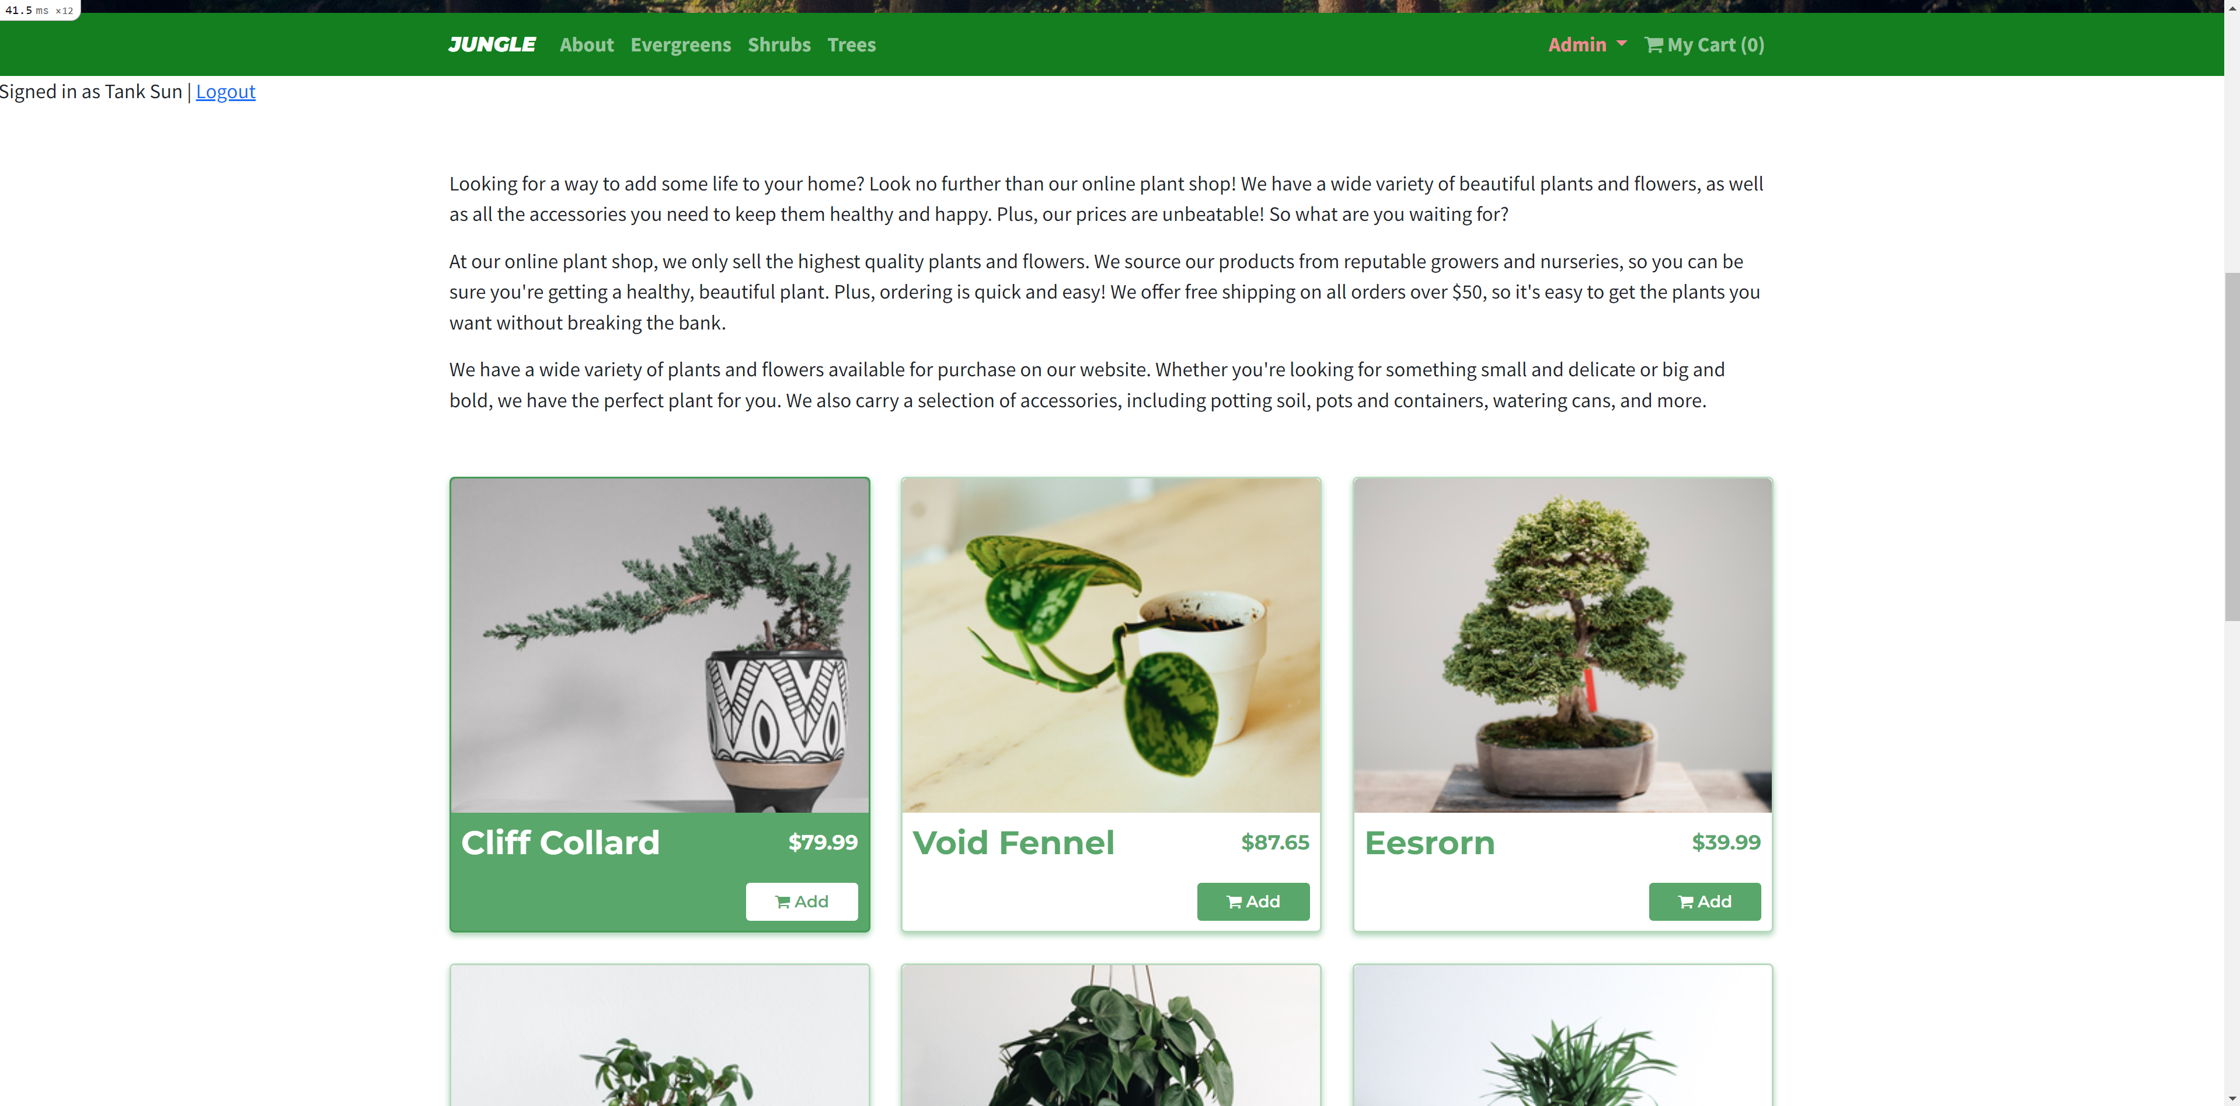 41.5 ms ×12
JUNGLE About Evergreens Shrubs Trees Admin My Cart (0)
Signed in as Tank Sun | Logout
Looking for a way to add some life to your home? Look no further than our online plant shop! We have a wide variety of beautiful plants and flowers, as well
as all the accessories you need to keep them healthy and happy. Plus, our prices are unbeatable! So what are you waiting for?
At our online plant shop, we only sell the highest quality plants and flowers. We source our products from reputable growers and nurseries, so you can be
sure you're getting a healthy, beautiful plant. Plus, ordering is quick and easy! We offer free shipping on all orders over $50, so it's easy to get the plants you
want without breaking the bank.
We have a wide variety of plants and flowers available for purchase on our website. Whether you're looking for something small and delicate or big and
bold, we have the perfect plant for you. We also carry a selection of accessories, including potting soil, pots and containers, watering cans, and more.
Cliff Collard $79.99
Add
Void Fennel $87.65
Add
Eesrorn $39.99
Add